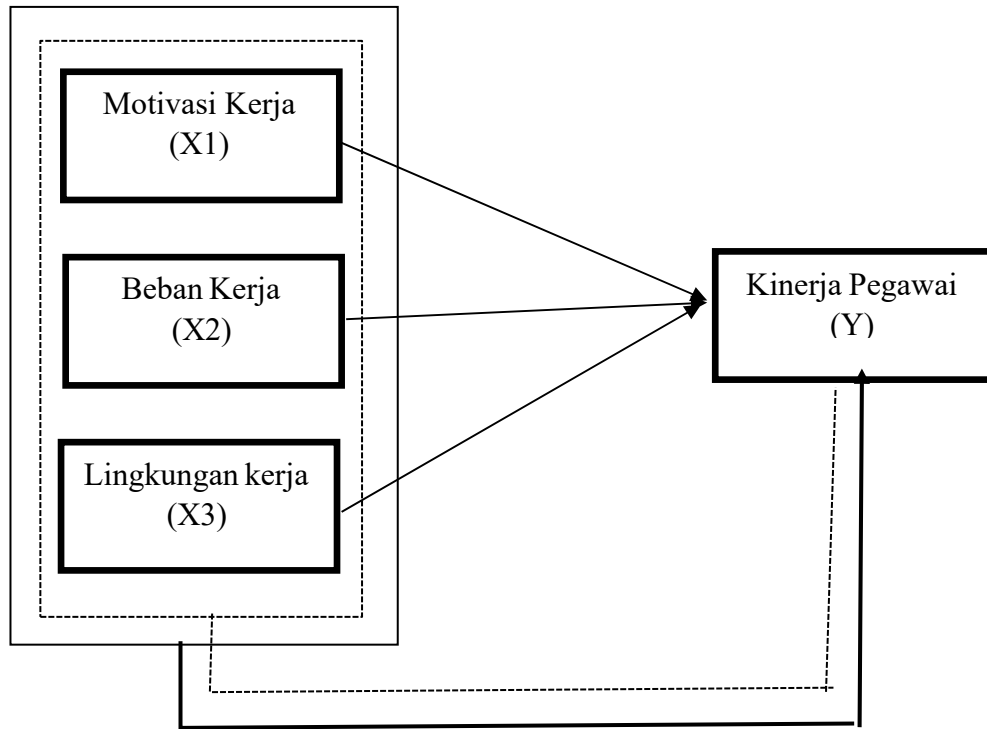 Motivasi Kerja
(X1)
Beban Kerja
(X2)
Lingkungan kerja
(X3)
Kinerja Pegawai
(Y)